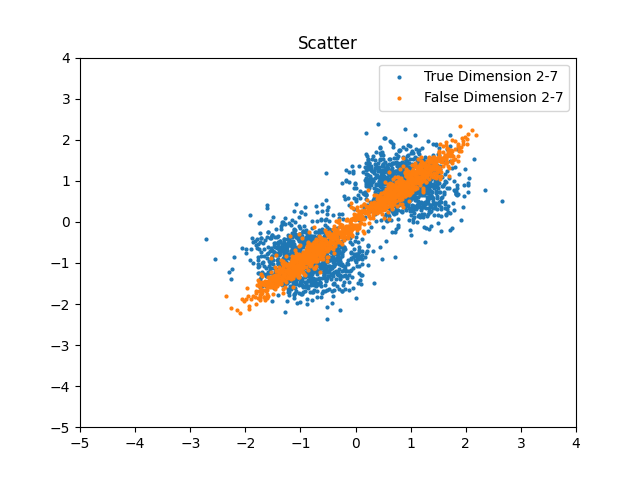 Scatter
True Dimension 2-7
False Dimension 2-7
4
3
2
1
0
−1
−2
−3
−4
−5
−5 −4 −3 −2 −1 0 1 2 3 4